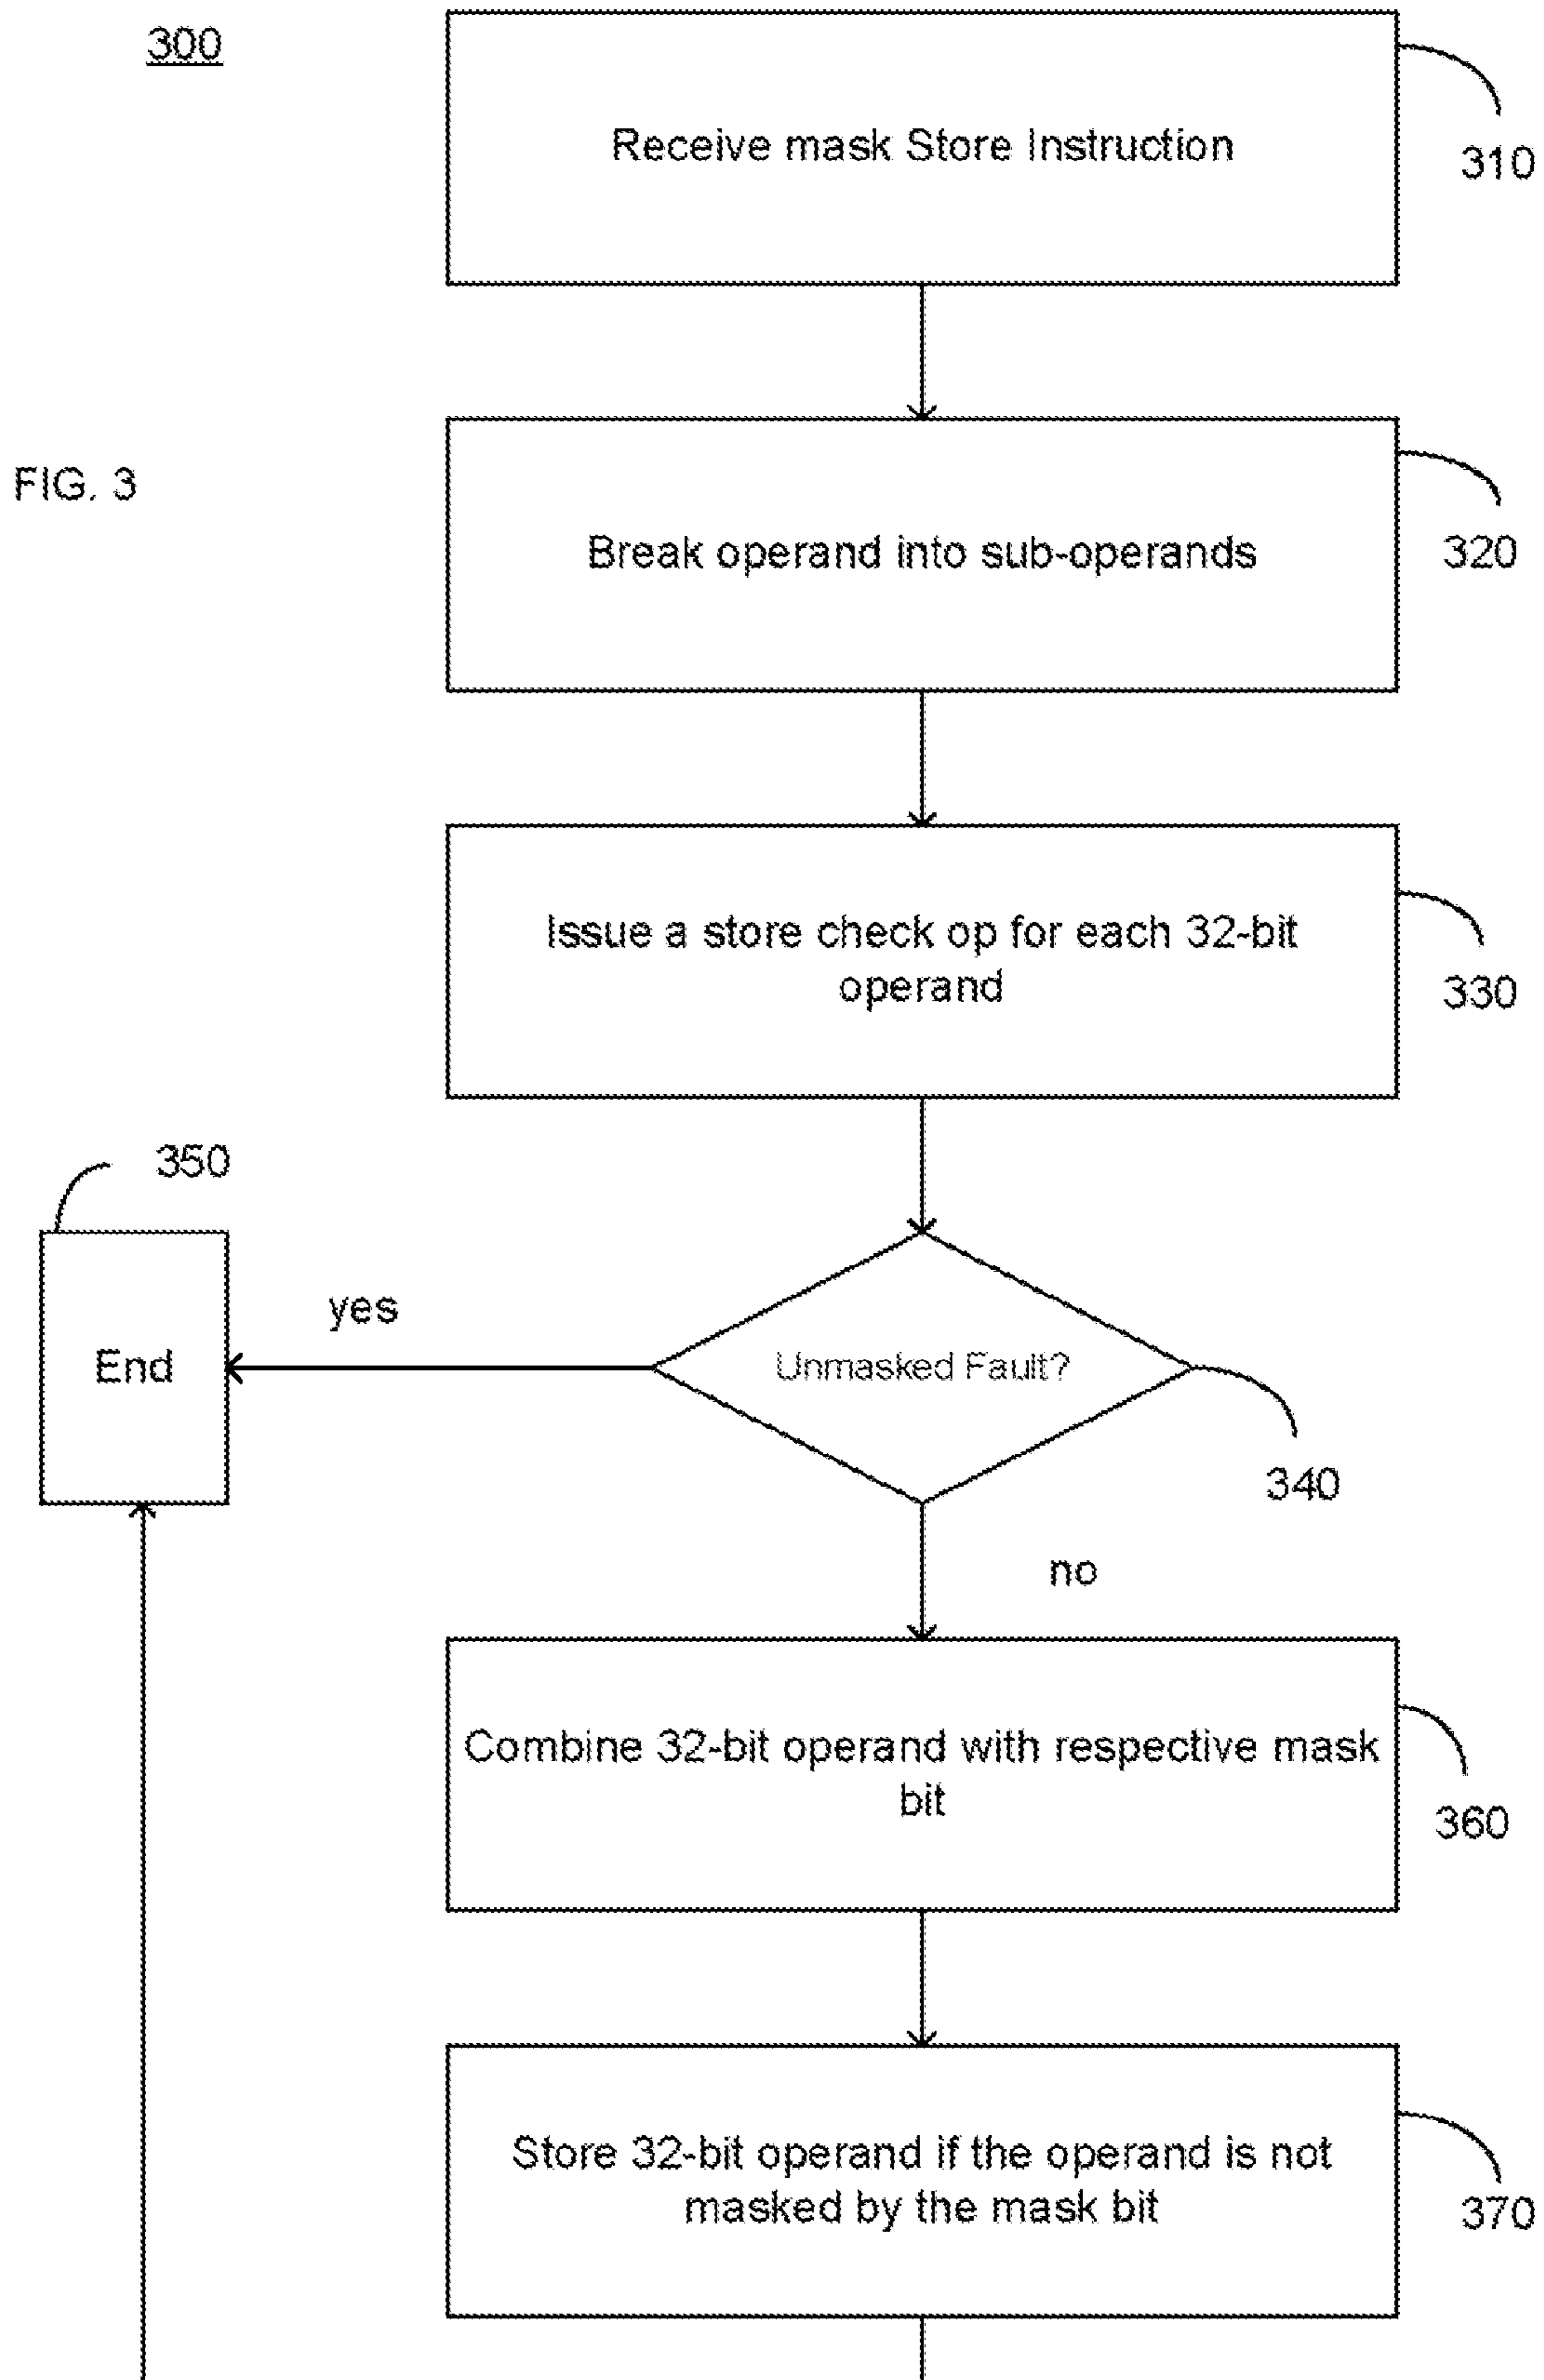 300
Receive mask Store Instruction
310
FIG. 3
Break operand into sub-operands
320
Issue a store check op for each 32-bit
operand
330
350
End
yes
Unmasked Fault?
340
no
Combine 32-bit operand with respective mask
bit
360
Store 32-bit operand if the operand is not
masked by the mask bit
370